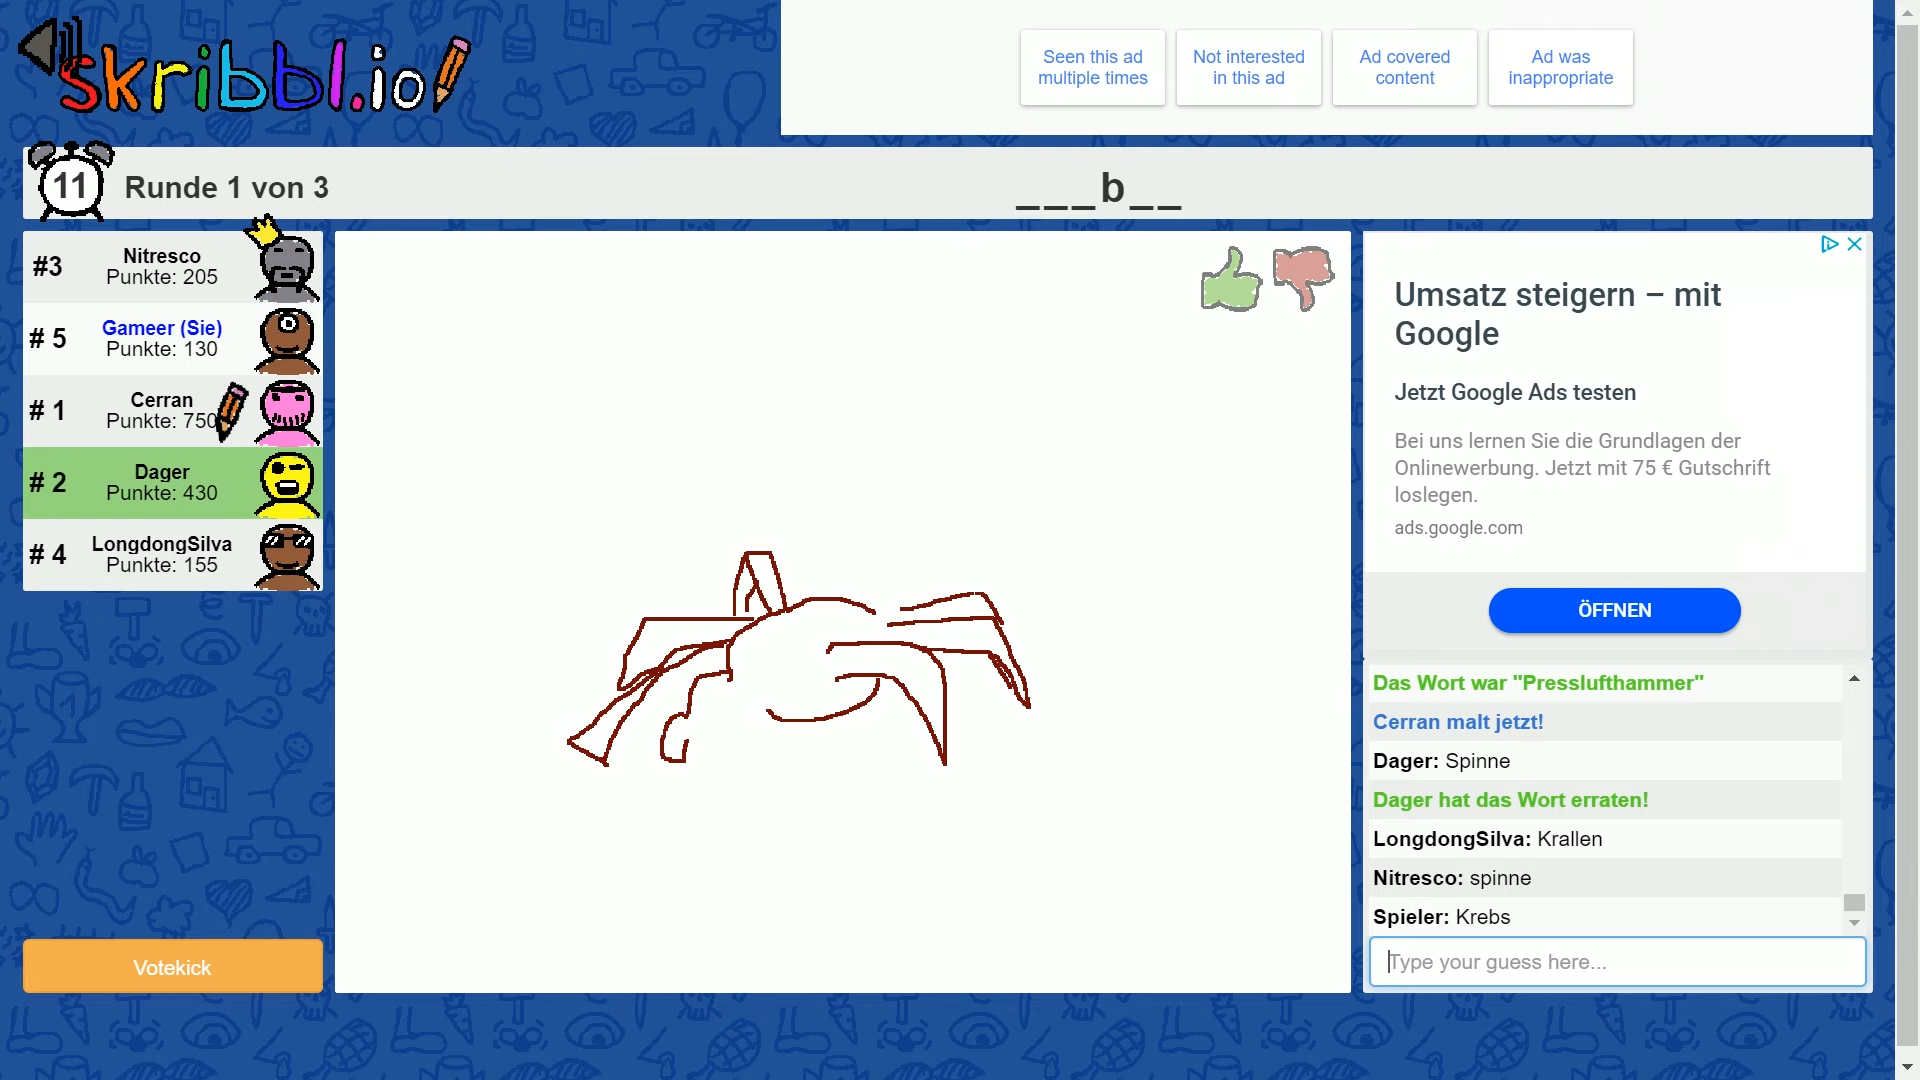 skribbl.io
Seen this ad
multiple times
Not interested
in this ad
Ad covered
content
Ad was
inappropriate
11
Runde 1 von 3
___b__
#3
Nitresco
Punkte: 205
# 5
Gameer (Sie)
Punkte: 130
# 1
Cerran
Punkte: 750
# 2
Dager
Punkte: 430
# 4
LongdongSilva
Punkte: 155
Votekick
Umsatz steigern – mit
Google
Jetzt Google Ads testen
Bei uns lernen Sie die Grundlagen der
Onlinewerbung. Jetzt mit 75 € Gutschrift
loslegen.
ads.google.com
ÖFFNEN
Das Wort war "Presslufthammer"
Cerran malt jetzt!
Dager: Spinne
Dager hat das Wort erraten!
LongdongSilva: Krallen
Nitresco: spinne
Spieler: Krebs
Type your guess here...